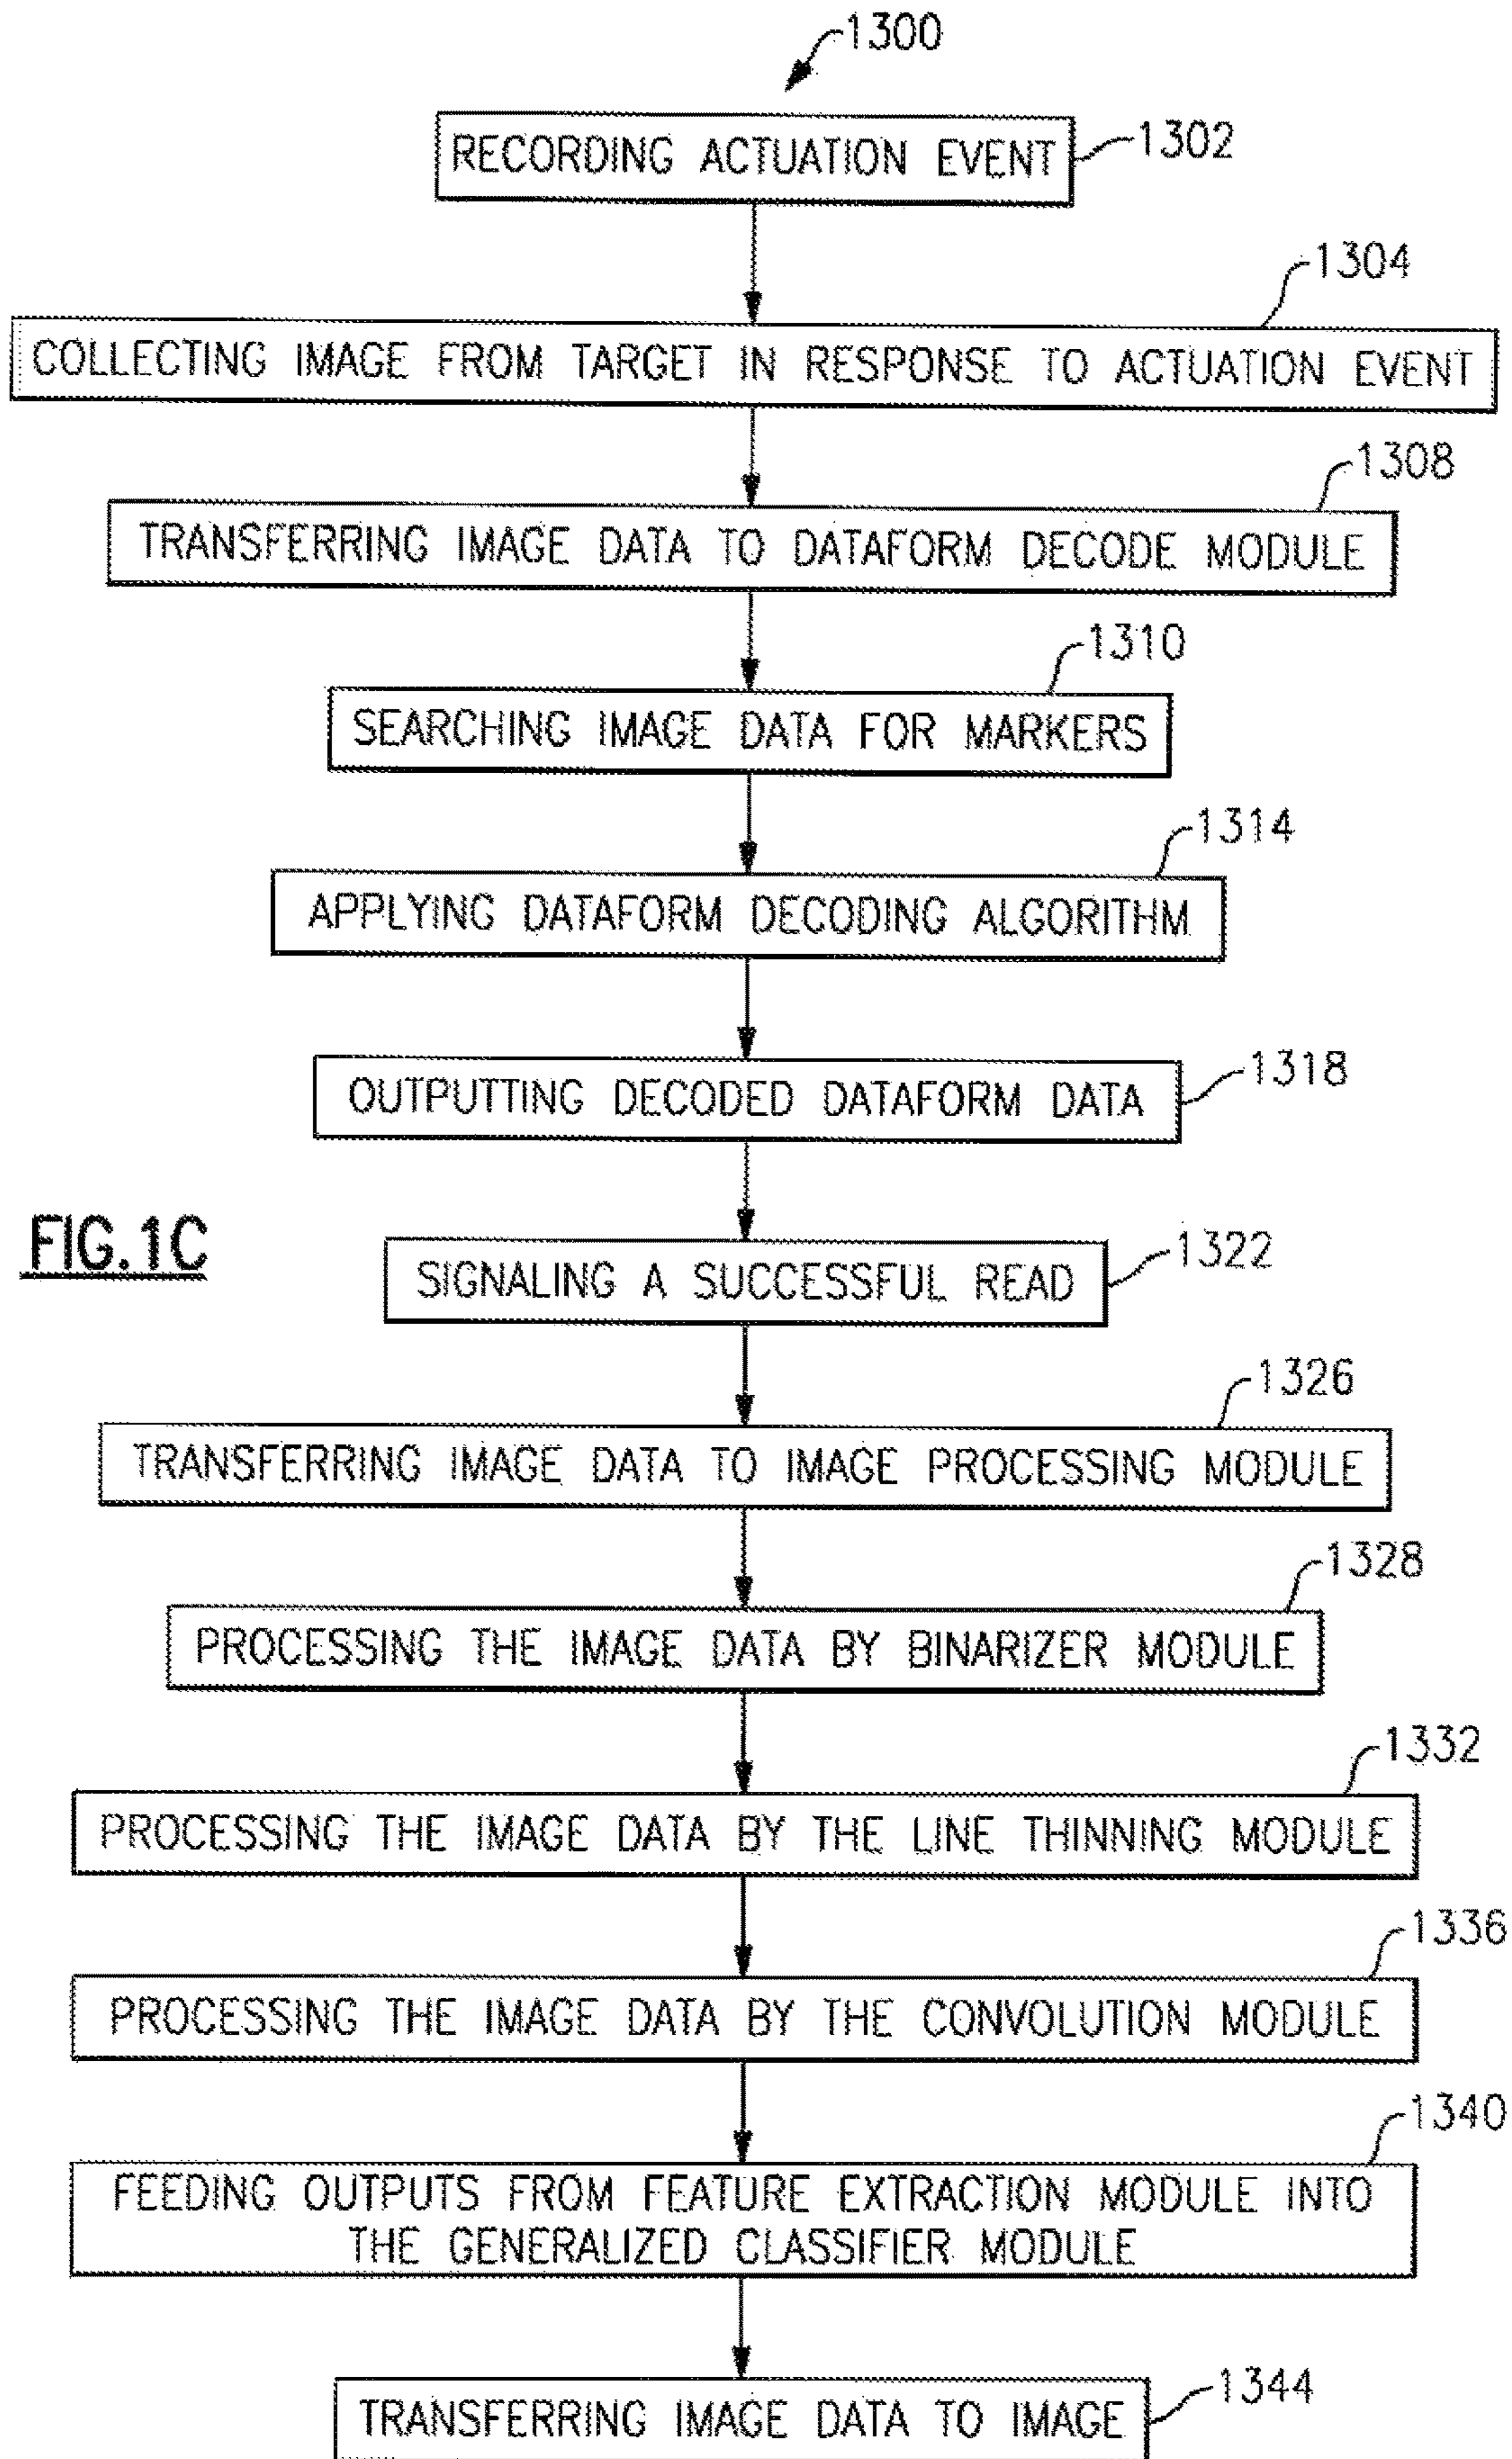 1300
RECORDING ACTUATION EVENT
1302
1304
COLLECTING IMAGE FROM TARGET IN RESPONSE TO ACTUATION EVENT
1308
TRANSFERRING IMAGE DATA TO DATAFORM DECODE MODULE
1310
SEARCHING IMAGE DATA FOR MARKERS
1314
APPLYING DATAFORM DECODING ALGORITHM
OUTPUTTING DECODED DATAFORM DATA
1318
FIG.1C
SIGNALING A SUCCESSFUL READ
1322
1326
TRANSFERRING IMAGE DATA TO IMAGE PROCESSING MODULE
1328
PROCESSING THE IMAGE DATA BY BINARIZER MODULE
1332
PROCESSING THE IMAGE DATA BY THE LINE THINNING MODULE
1336
PROCESSING THE IMAGE DATA BY THE CONVOLUTION MODULE
1340
FEEDING OUTPUTS FROM FEATURE EXTRACTION MODULE INTO
THE GENERALIZED CLASSIFIER MODULE
TRANSFERRING IMAGE DATA TO IMAGE
1344